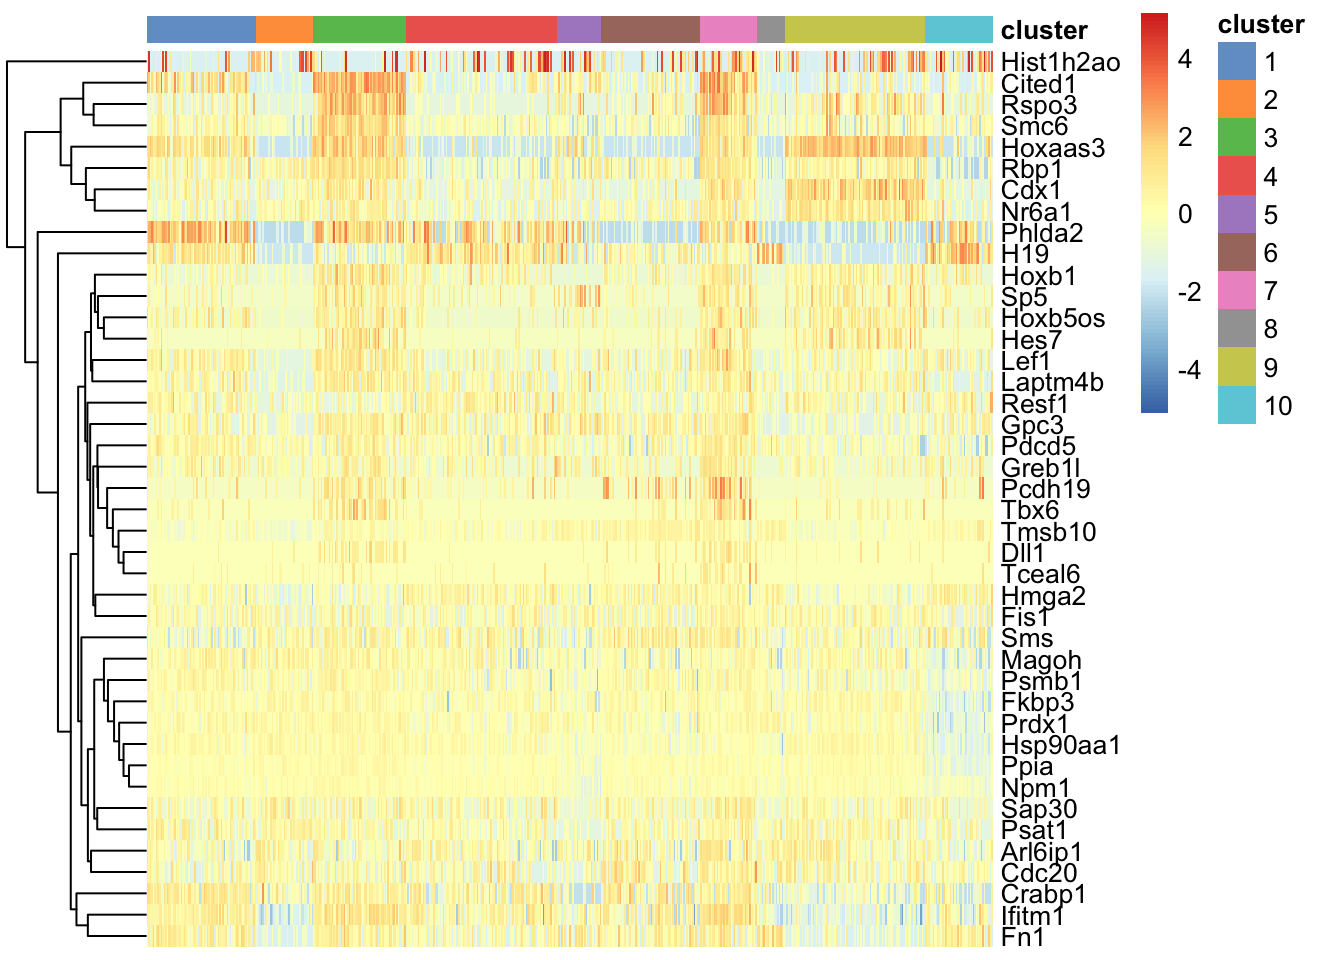 cluster
Hist1h2ao
Cited1
Rspo3
Smc6
Hoxaas3
Rbp1
Cdx1
Nr6a1
Phlda2
H19
Hoxb1
Sp5
Hoxb5os
Hes7
Lef1
Laptm4b
Resf1
Gpc3
Pdcd5
Greb1l
Pcdh19
Tbx6
Tmsb10
Dll1
Tceal6
Hmga2
Fis1
Sms
Magoh
Psmb1
Fkbp3
Prdx1
Hsp90aa1
Ppia
Npm1
Sap30
Psat1
Arl6ip1
Cdc20
Crabp1
Ifitm1
Fn1
4
2
0
-2
-4
cluster
1
2
3
4
5
6
7
8
9
10